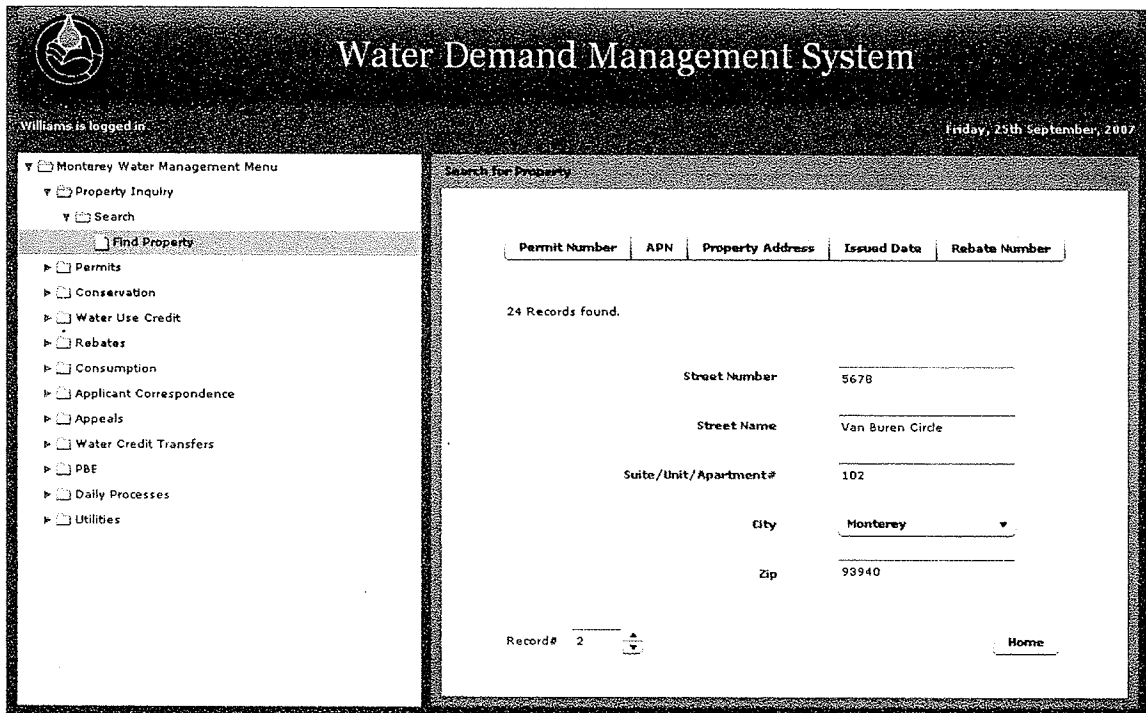 Water Demand Management System
Williams is logged in
Friday, 25th September, 2007
Monterey Water Management Menu
Property Inquiry
Search
Find Property
Permits
Conservation
Water Use Credit
Rebates
Consumption
Applicant Correspondence
Appeals
Water Credit Transfers
PBE
Daily Processes
Utilities
Search for Property
Permit Number APN Property Address Issued Date Rebate Number
24 Records found.
Street Number 5678
Street Name Van Buren Circle
Suite/Unit/Apartment# 102
City Monterey
Zip 93940
Record# 2
Home